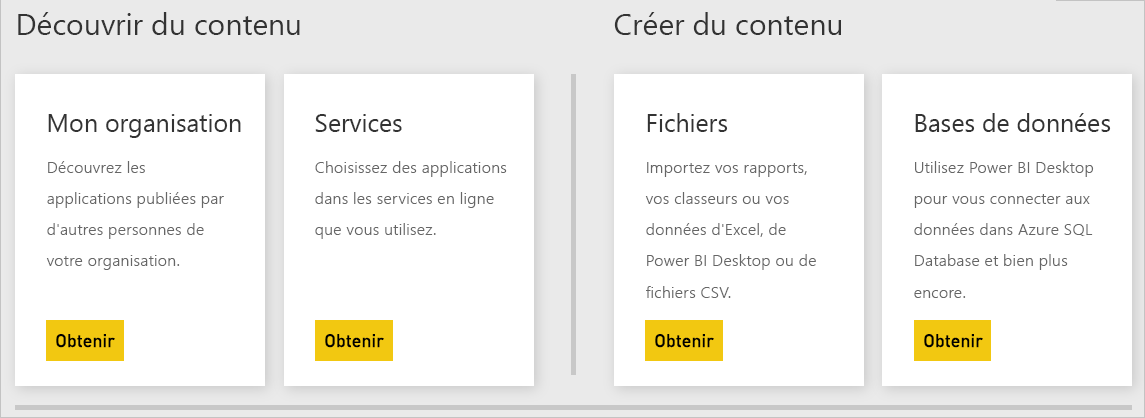 Découvrir du contenu
Mon organisation
Découvrez les
applications publiées par
d'autres personnes de
votre organisation.
Obtenir
Services
Choisissez des applications
dans les services en ligne
que vous utilisez.
Obtenir
Créer du contenu
Fichiers
Importez vos rapports,
vos classeurs ou vos
données d'Excel, de
Power BI Desktop ou de
fichiers CSV.
Obtenir
Bases de données
Utilisez Power BI Desktop
pour vous connecter aux
données dans Azure SQL
Database et bien plus
encore.
Obtenir